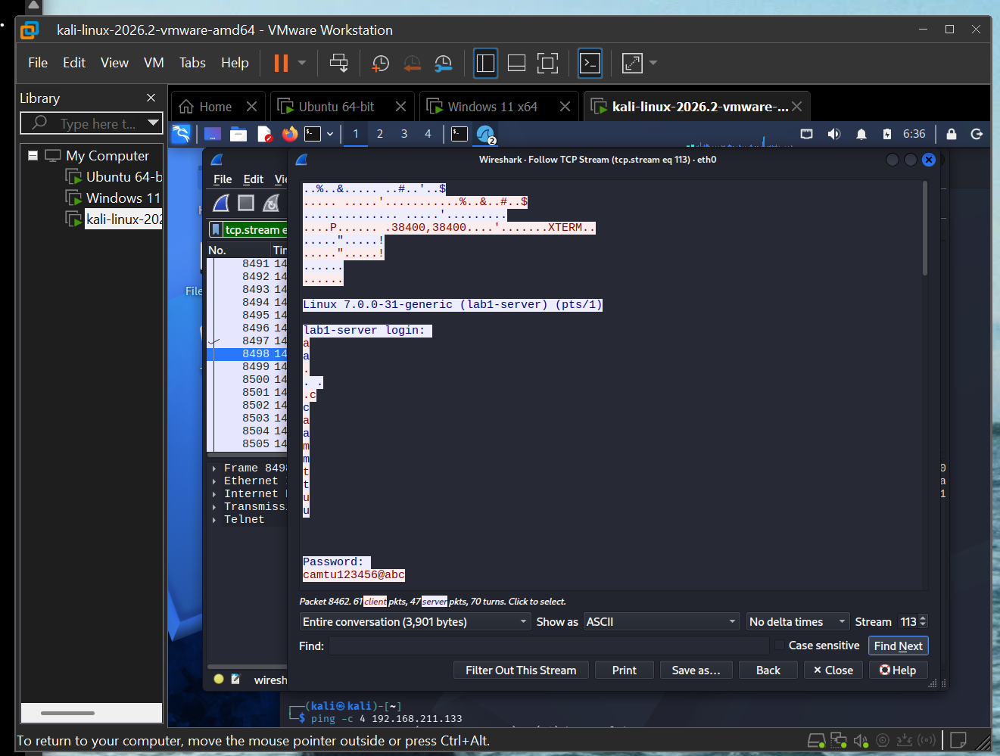 kali-linux-2026.2-vmware-amd64 - VMware Workstation
File Edit View VM Tabs Help
Library
Type here t...
My Computer
Ubuntu 64-b
Windows 11
kali-linux-202
Home
Ubuntu 64-bit
Windows 11 x64
kali-linux-2026.2-vmware-...
1 2 3 4
2
6:36
File
File Edit Vie
tcp.stream e
No. Tim
8491 14
8492 14
8493 14
8494 14
8495 14
8496 14
8497 14
8498 14
8499 14
8500 14
8501 14
8502 14
8503 14
8504 14
8505 14
Frame 8498
Ethernet
Internet
Transmiss
Telnet
wiresh
Wireshark · Follow TCP Stream (tcp.stream eq 113) · eth0
..%..&..... ..#..'..$
..... .....'...........%..&..#..$
.............. .....'.........
....P...... .38400,38400....'.......XTERM..
.....".....!
.....".....!
......
......
Linux 7.0.0-31-generic (lab1-server) (pts/1)
lab1-server login:
a
a
.
. .
.c
c
a
a
m
m
t
t
u
u
Password:
camtu123456@abc
Packet 8462. 61 client pkts, 47 server pkts, 70 turns. Click to select.
Entire conversation (3,901 bytes) Show as ASCII No delta times Stream 113
Find: Case sensitive Find Next
Filter Out This Stream Print Save as... Back × Close Help
0
a
1
(kali㉿kali)-[~]
$ ping -c 4 192.168.211.133
To return to your computer, move the mouse pointer outside or press Ctrl+Alt.